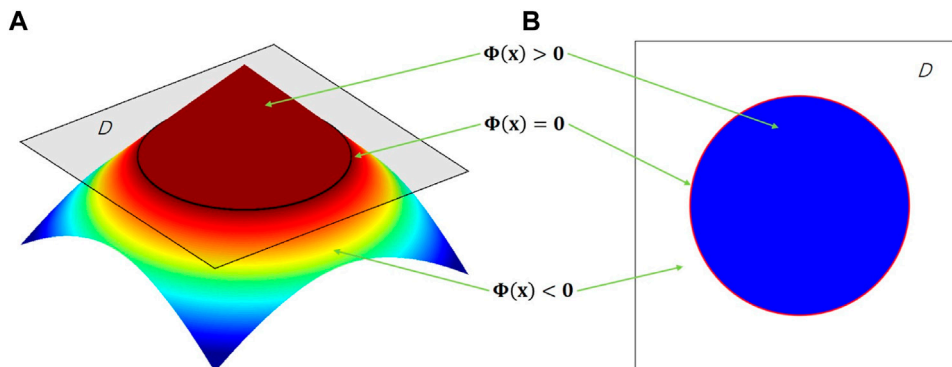 A
B
𝚽(𝐱) > 𝟎
D
D
𝚽(𝐱) = 𝟎
𝚽(𝐱) < 𝟎